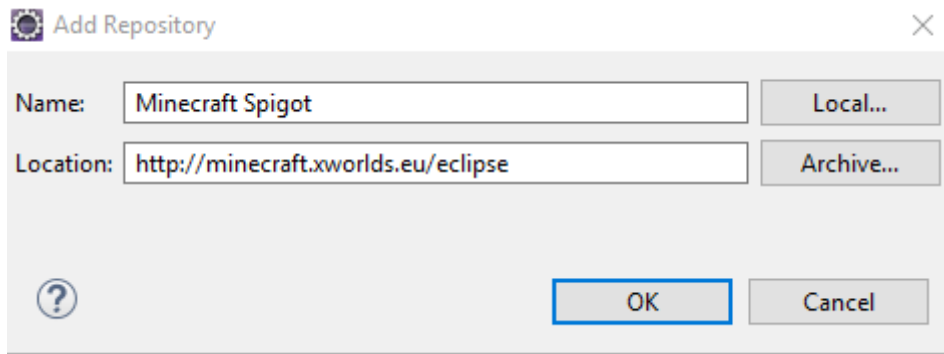 Add Repository
Name: Minecraft Spigot Local...
Location: http://minecraft.xworlds.eu/eclipse Archive...
? OK Cancel